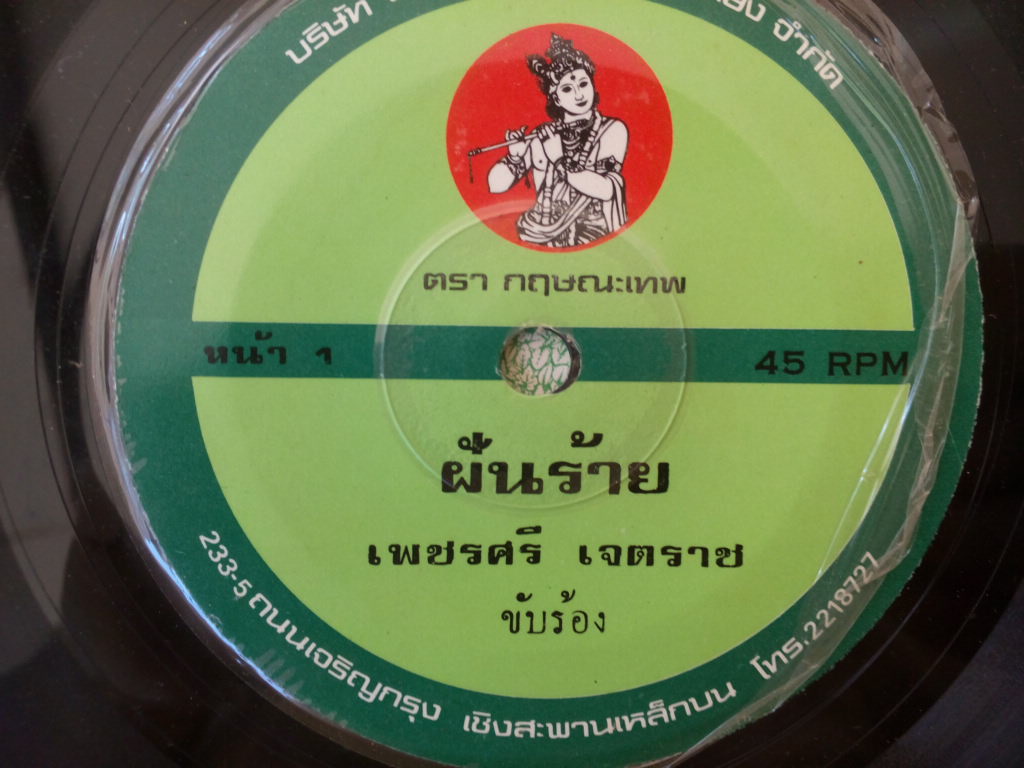 บริษัท
จำกัด
ตรา กฤษณะเทพ
หน้า ๑
45 RPM
ฝันร้าย
เพชรศรี เจตราช
ขับร้อง
233-5 ถนนเจริญกรุง เชิงสะพานเหล็กบน โทร.2218727